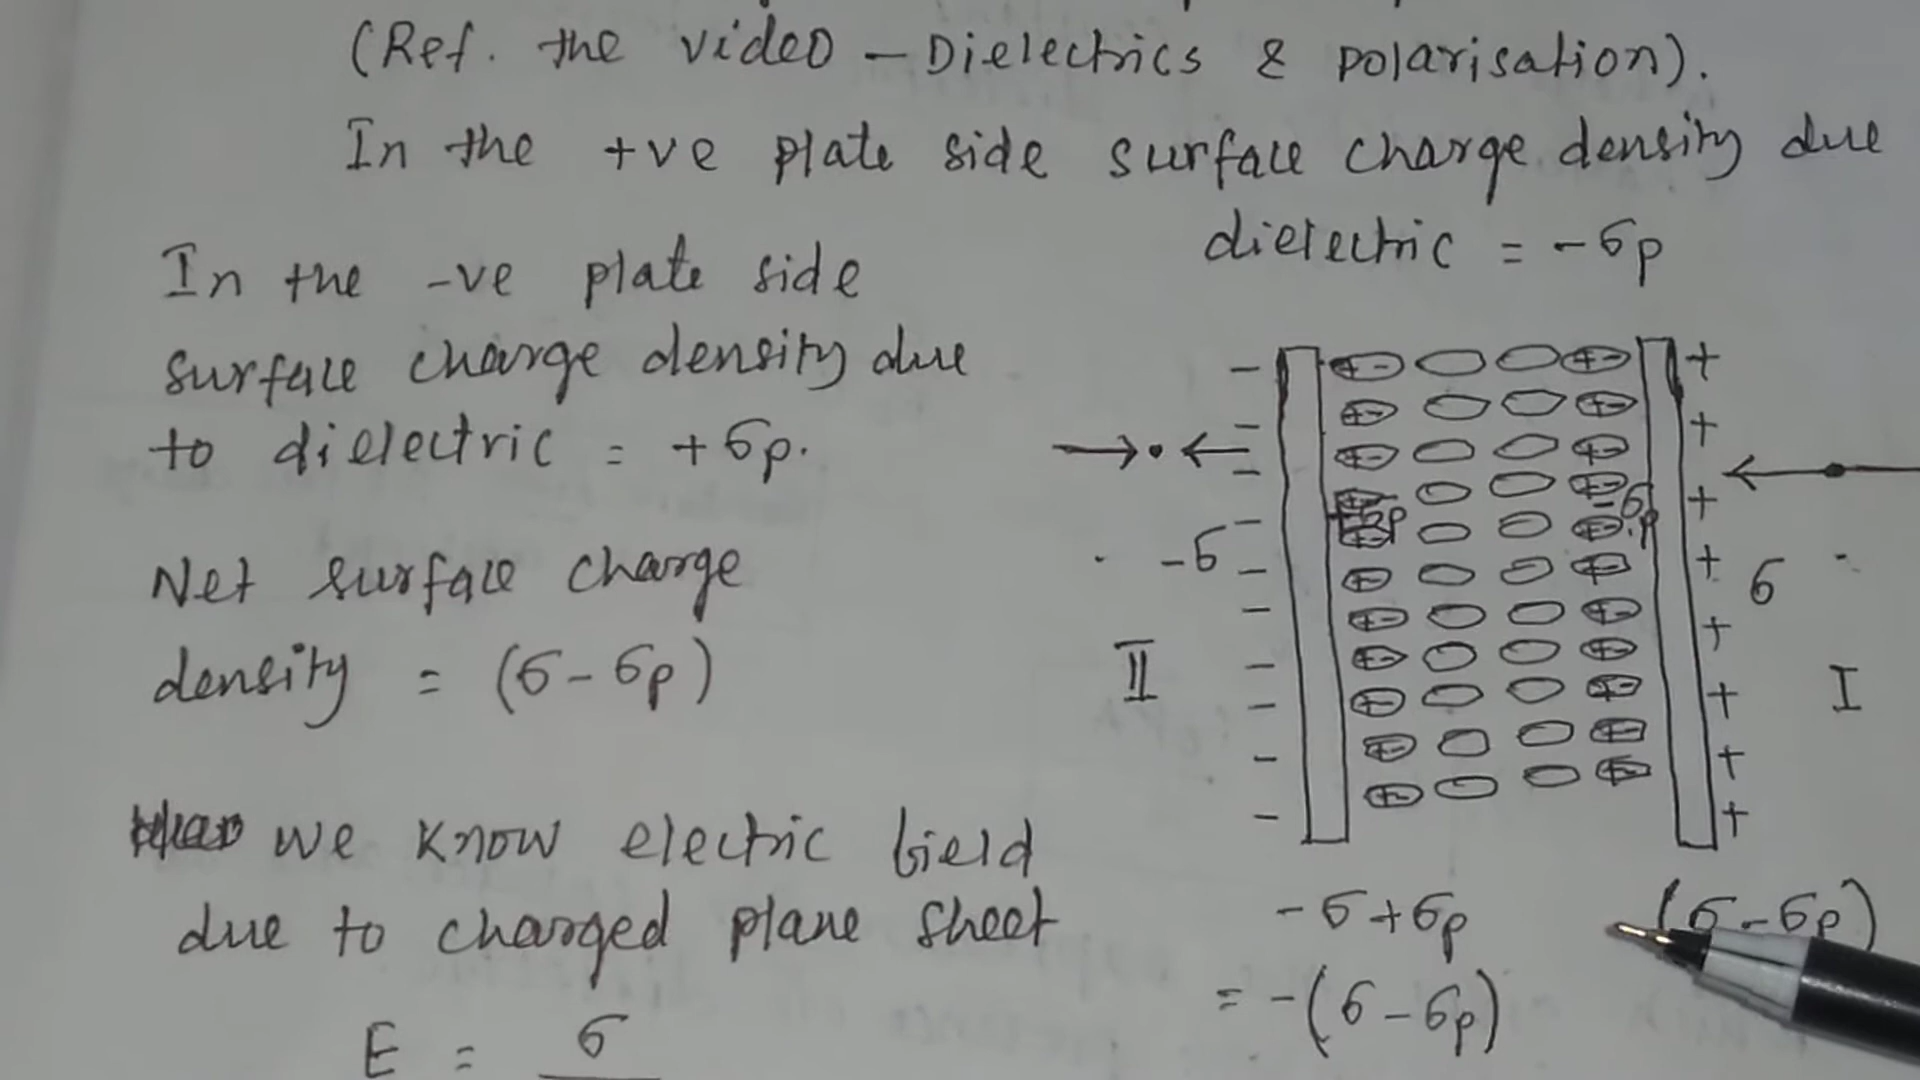 (Ref. the video – Dielectrics & polarisation).
In the +ve plate side surface charge density due
dielectric = -σp
In the -ve plate side
surface charge density due
to dielectric = +σp.
Net surface charge
density = (σ - σp)
we know electric field
due to charged plane sheet
E = σ
-σ
+σp
-σp
σ
II
I
-σ + σp
= -(σ - σp)
(σ - σp)